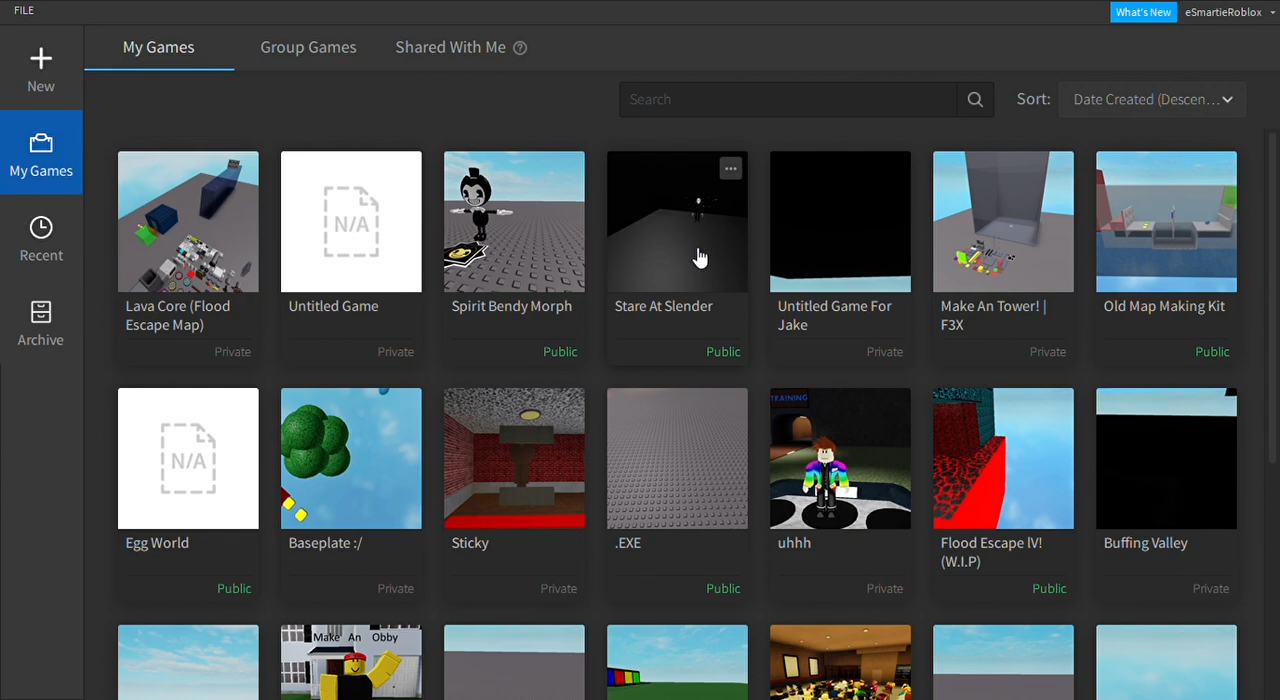 FILE
What's New
eSmartieRoblox
New
My Games
Recent
Archive
My Games
Group Games
Shared With Me
?
Search
Sort:
Date Created (Descen...
Lava Core (Flood
Escape Map)
Private
N/A
Untitled Game
Private
Spirit Bendy Morph
Public
Stare At Slender
Public
Untitled Game For
Jake
Private
Make An Tower! |
F3X
Private
Old Map Making Kit
Public
N/A
Egg World
Public
Baseplate :/
Private
Sticky
Private
.EXE
Public
TRAINING
uhhh
Private
Flood Escape lV!
(W.I.P)
Public
Buffing Valley
Private
Make An Obby